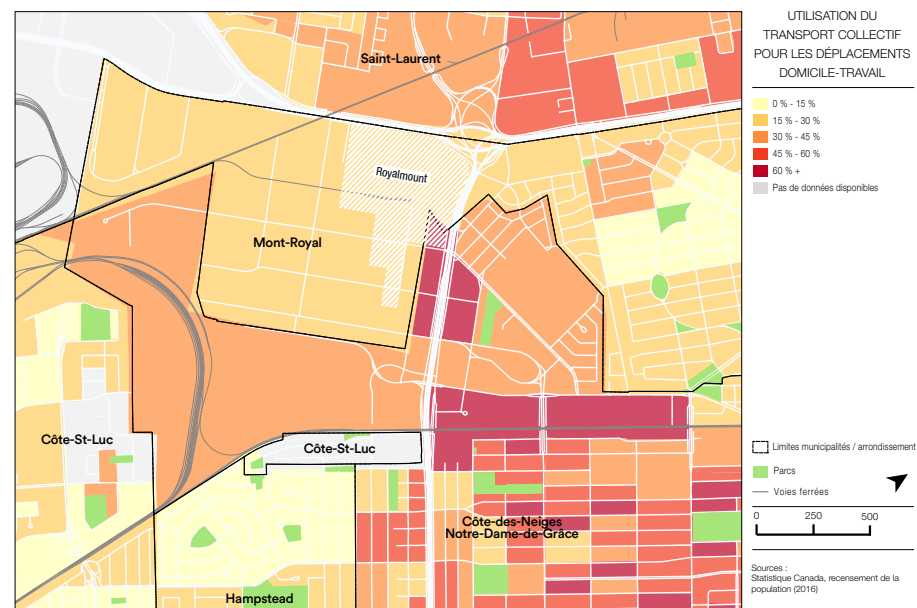 UTILISATION DU
TRANSPORT COLLECTIF
POUR LES DÉPLACEMENTS
DOMICILE-TRAVAIL
0 % - 15 %
15 % - 30 %
30 % - 45 %
45 % - 60 %
60 % +
Pas de données disponibles
Saint-Laurent
Royalmount
Mont-Royal
Côte-St-Luc
Côte-St-Luc
Côte-des-Neiges
Notre-Dame-de-Grâce
Hampstead
Limites municipalités / arrondissement
Parcs
Voies ferrées
0 250 500
Sources :
Statistique Canada, recensement de la
population (2016)